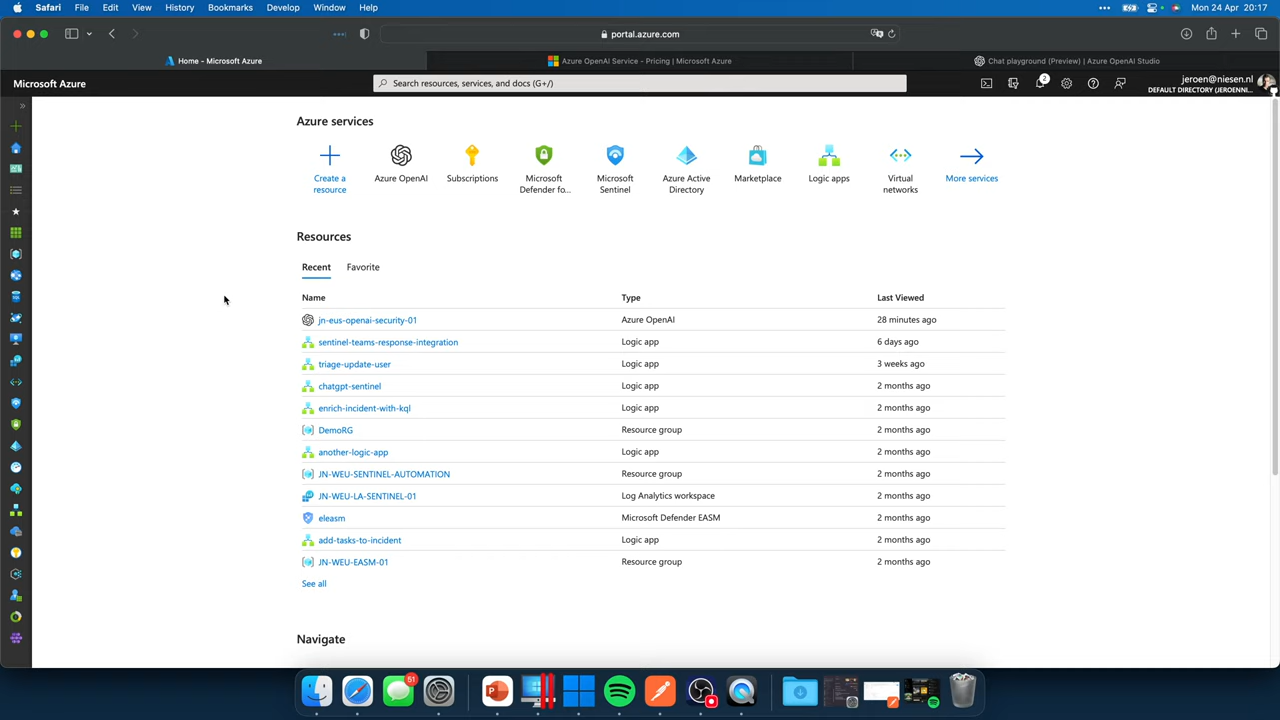 Safari File Edit View History Bookmarks Develop Window Help
Mon 24 Apr 20:17
portal.azure.com
Home - Microsoft Azure
Azure OpenAI Service - Pricing | Microsoft Azure
Chat playground (Preview) | Azure OpenAI Studio
Microsoft Azure
Search resources, services, and docs (G+/)
2
jeroen@niesen.nl
DEFAULT DIRECTORY (JEROENNI...
Azure services
Create a resource
Azure OpenAI
Subscriptions
Microsoft Defender fo...
Microsoft Sentinel
Azure Active Directory
Marketplace
Logic apps
Virtual networks
More services
Resources
Recent Favorite
Name Type Last Viewed
jn-eus-openai-security-01 Azure OpenAI 28 minutes ago
sentinel-teams-response-integration Logic app 6 days ago
triage-update-user Logic app 3 weeks ago
chatgpt-sentinel Logic app 2 months ago
enrich-incident-with-kql Logic app 2 months ago
DemoRG Resource group 2 months ago
another-logic-app Logic app 2 months ago
JN-WEU-SENTINEL-AUTOMATION Resource group 2 months ago
JN-WEU-LA-SENTINEL-01 Log Analytics workspace 2 months ago
eleasm Microsoft Defender EASM 2 months ago
add-tasks-to-incident Logic app 2 months ago
JN-WEU-EASM-01 Resource group 2 months ago
See all
Navigate
51